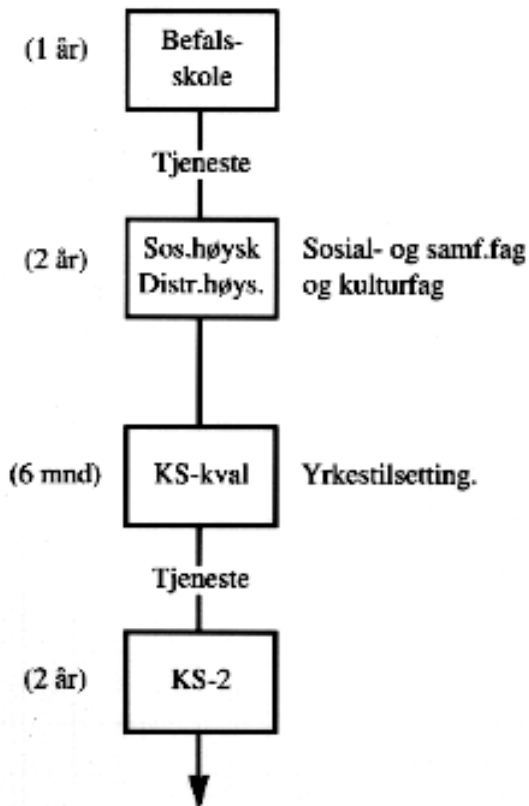 (1 år)
Befals-
skole
Tjeneste
(2 år)
Sos.høysk
Distr.høys.
Sosial- og samf.fag
og kulturfag
(6 mnd)
KS-kval
Yrkestilsetting.
Tjeneste
(2 år)
KS-2